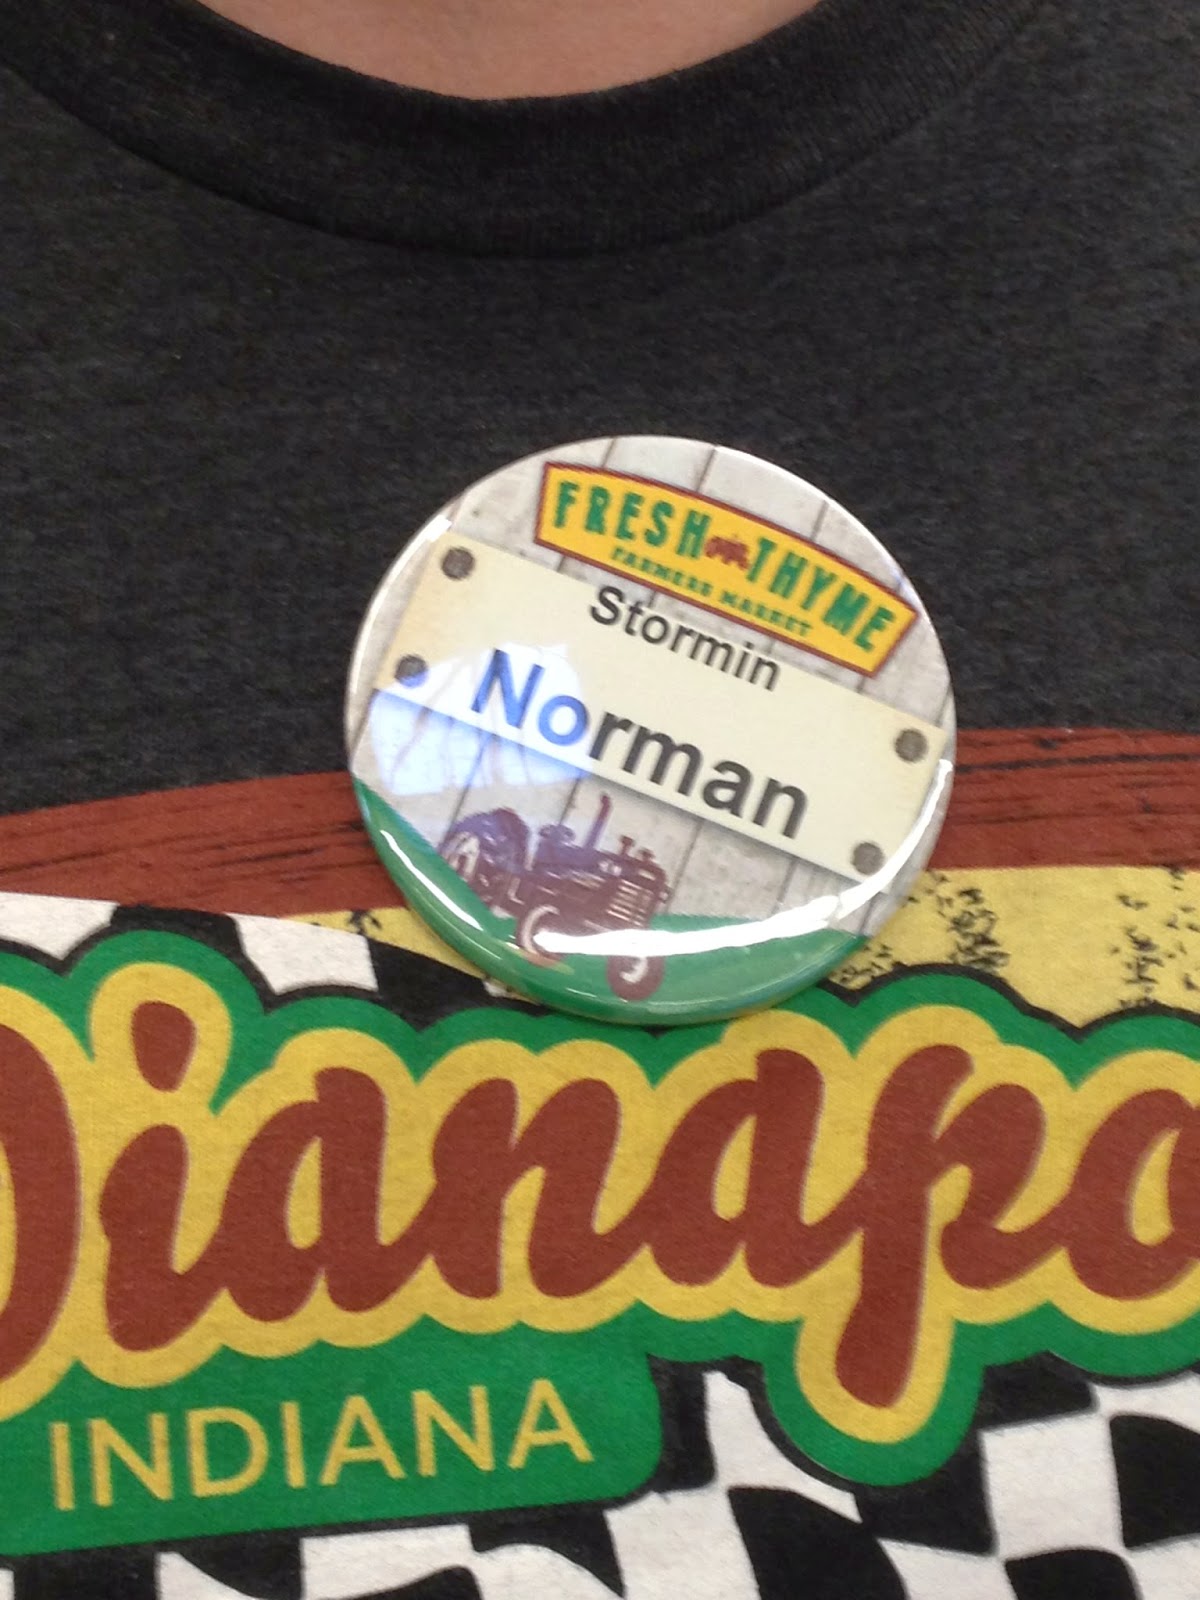 FRESH THYME
FARMERS MARKET
Stormin
Norman
dianapo
INDIANA